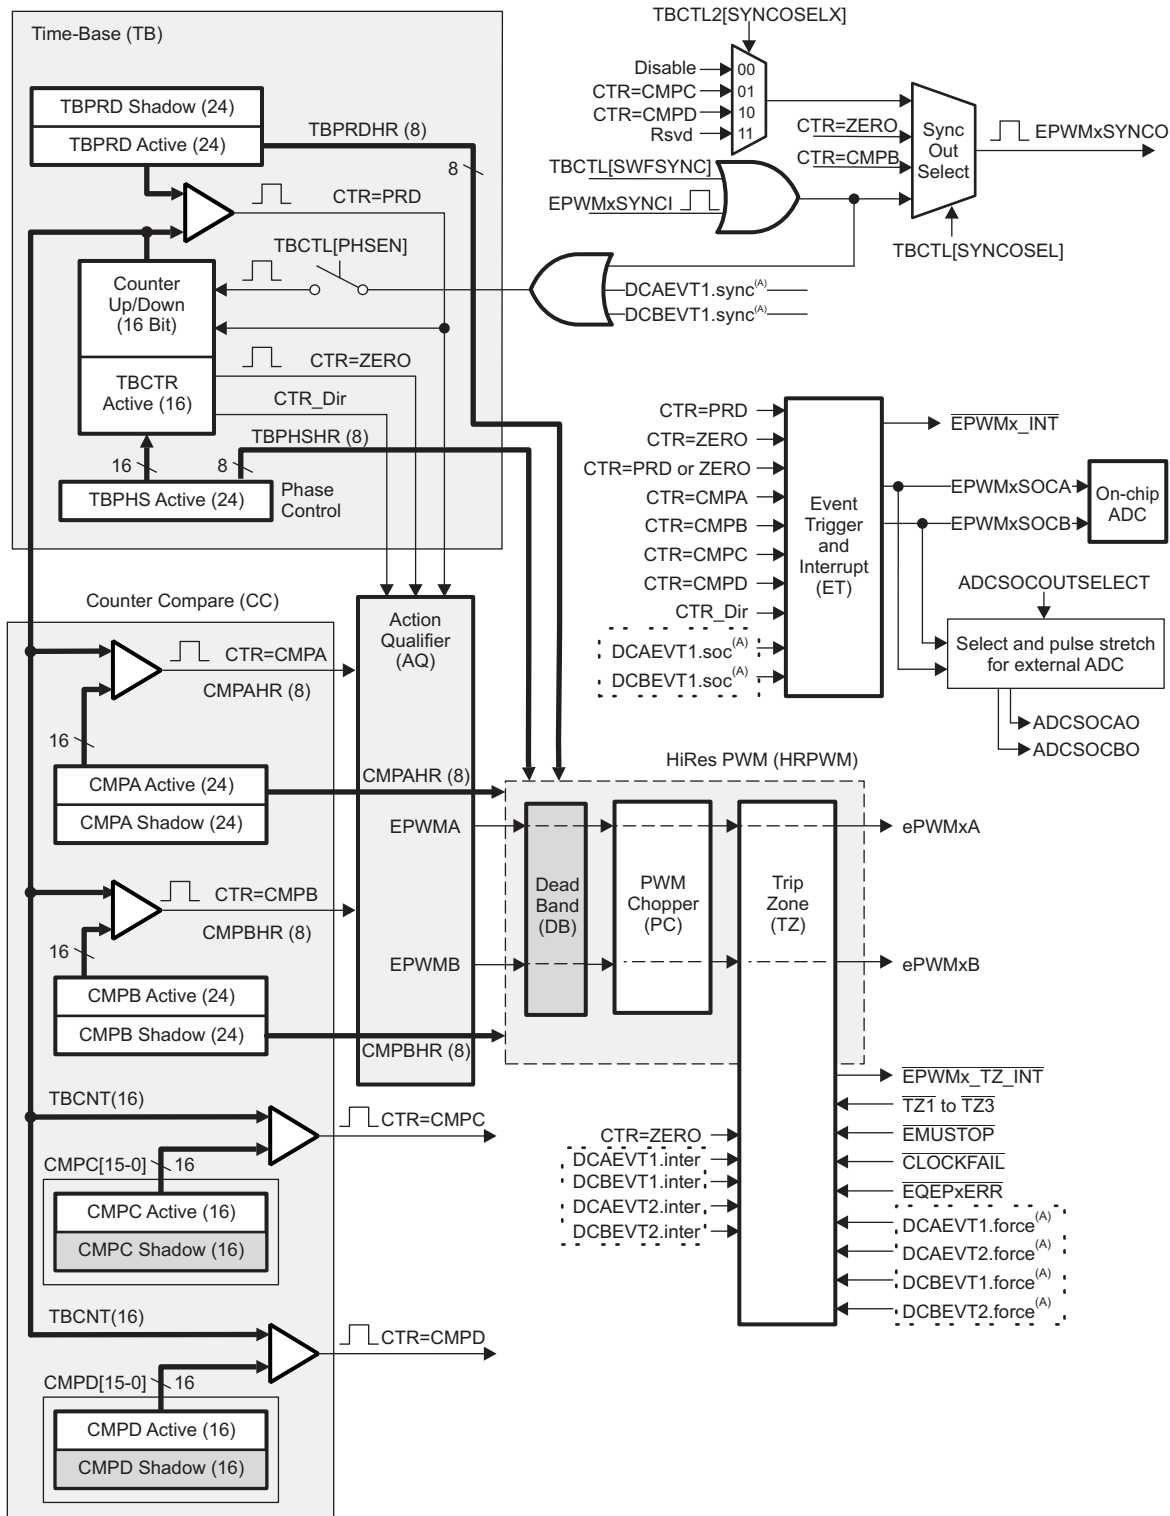 Time-Base (TB)
TBPRD Shadow (24)
TBPRD Active (24)
TBPRDHR (8)
8
CTR=PRD
TBCTL[PHSEN]
Counter
Up/Down
(16 Bit)
TBCTR
Active (16)
CTR=ZERO
CTR_Dir
TBPHSHR (8)
16
8
TBPHS Active (24)
Phase
Control
TBCTL2[SYNCOSELX]
Disable
00
CTR=CMPC
01
CTR=CMPD
10
Rsvd
11
CTR=ZERO
CTR=CMPB
Sync
Out
Select
EPWMxSYNCO
TBCTL[SWFSYNC]
EPWMxSYNCI
TBCTL[SYNCOSEL]
DCAEVT1.sync(A)
DCBEVT1.sync(A)
CTR=PRD
CTR=ZERO
CTR=PRD or ZERO
CTR=CMPA
CTR=CMPB
CTR=CMPC
CTR=CMPD
CTR_Dir
DCAEVT1.soc(A)
DCBEVT1.soc(A)
Event
Trigger
and
Interrupt
(ET)
EPWMx_INT
EPWMxSOCA
EPWMxSOCB
On-chip
ADC
ADCSOCOUTSELECT
Select and pulse stretch
for external ADC
ADCSOCAO
ADCSOCBO
Counter Compare (CC)
CTR=CMPA
CMPAHR (8)
16
CMPA Active (24)
CMPA Shadow (24)
CTR=CMPB
CMPBHR (8)
16
CMPB Active (24)
CMPB Shadow (24)
TBCNT(16)
CTR=CMPC
CMPC[15-0]
16
CMPC Active (16)
CMPC Shadow (16)
TBCNT(16)
CTR=CMPD
CMPD[15-0]
16
CMPD Active (16)
CMPD Shadow (16)
Action
Qualifier
(AQ)
CMPAHR (8)
EPWMA
EPWMB
CMPBHR (8)
HiRes PWM (HRPWM)
Dead
Band
(DB)
PWM
Chopper
(PC)
Trip
Zone
(TZ)
ePWMxA
ePWMxB
EPWMx_TZ_INT
TZ1 to TZ3
EMUSTOP
CLOCKFAIL
EQEPxERR
DCAEVT1.force(A)
DCAEVT2.force(A)
DCBEVT1.force(A)
DCBEVT2.force(A)
CTR=ZERO
DCAEVT1.inter
DCBEVT1.inter
DCAEVT2.inter
DCBEVT2.inter